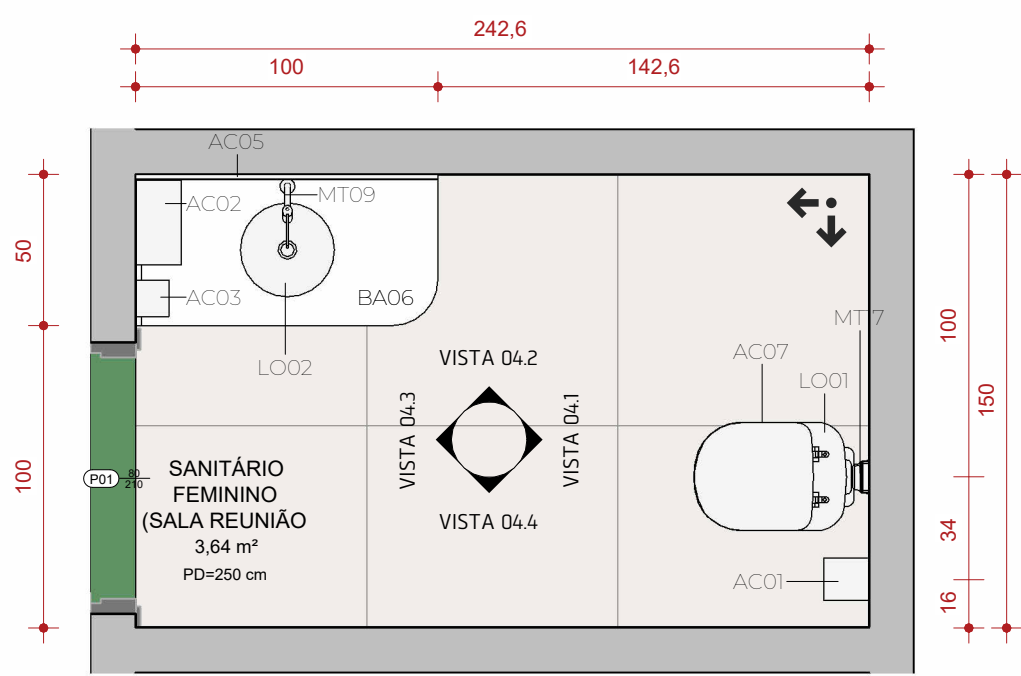 242,6
100
142,6
AC05
AC02
MT09
50
AC03
BA06
MT17
100
LO02
VISTA 04.2
AC07
LO01
150
VISTA 04.3
VISTA 04.1
100
P01
80
210
SANITÁRIO
FEMININO
(SALA REUNIÃO
3,64 m²
PD=250 cm
VISTA 04.4
34
AC01
16